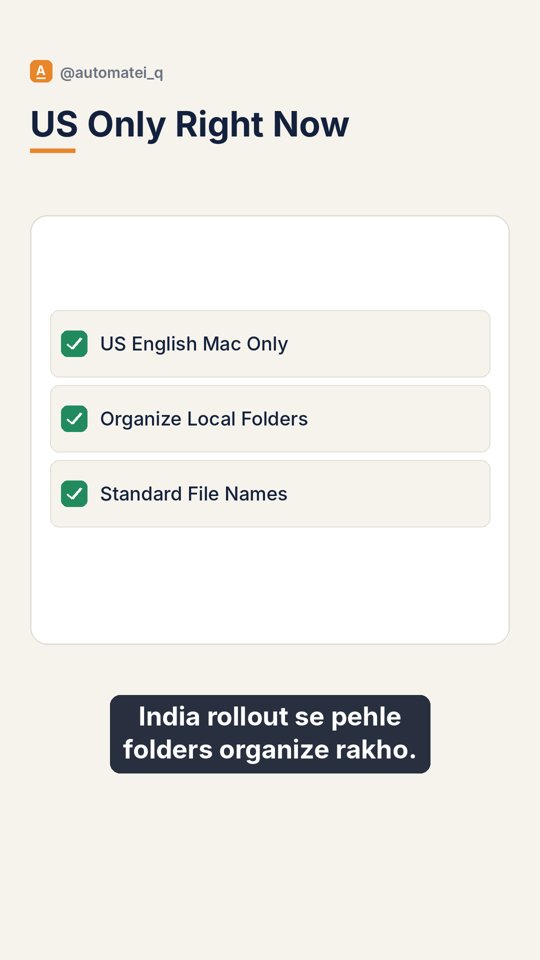 A @automatei_q
US Only Right Now
US English Mac Only
Organize Local Folders
Standard File Names
India rollout se pehle
folders organize rakho.